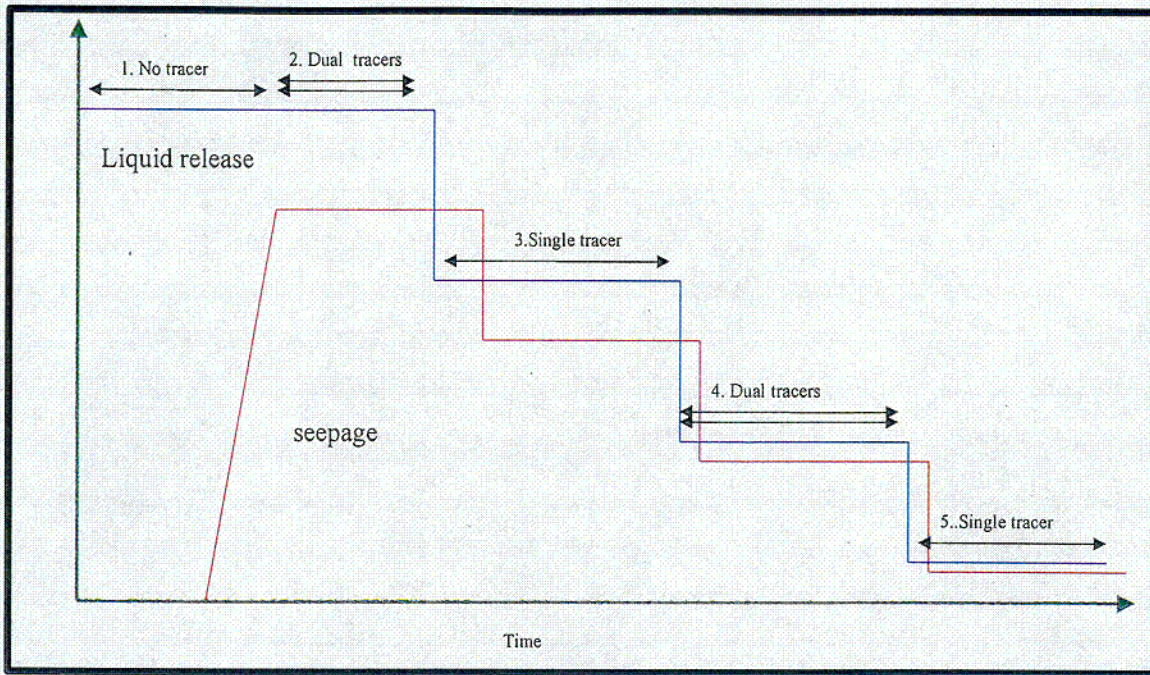 1. No tracer
2. Dual tracers
Liquid release
3.Single tracer
4. Dual tracers
seepage
5..Single tracer
Time